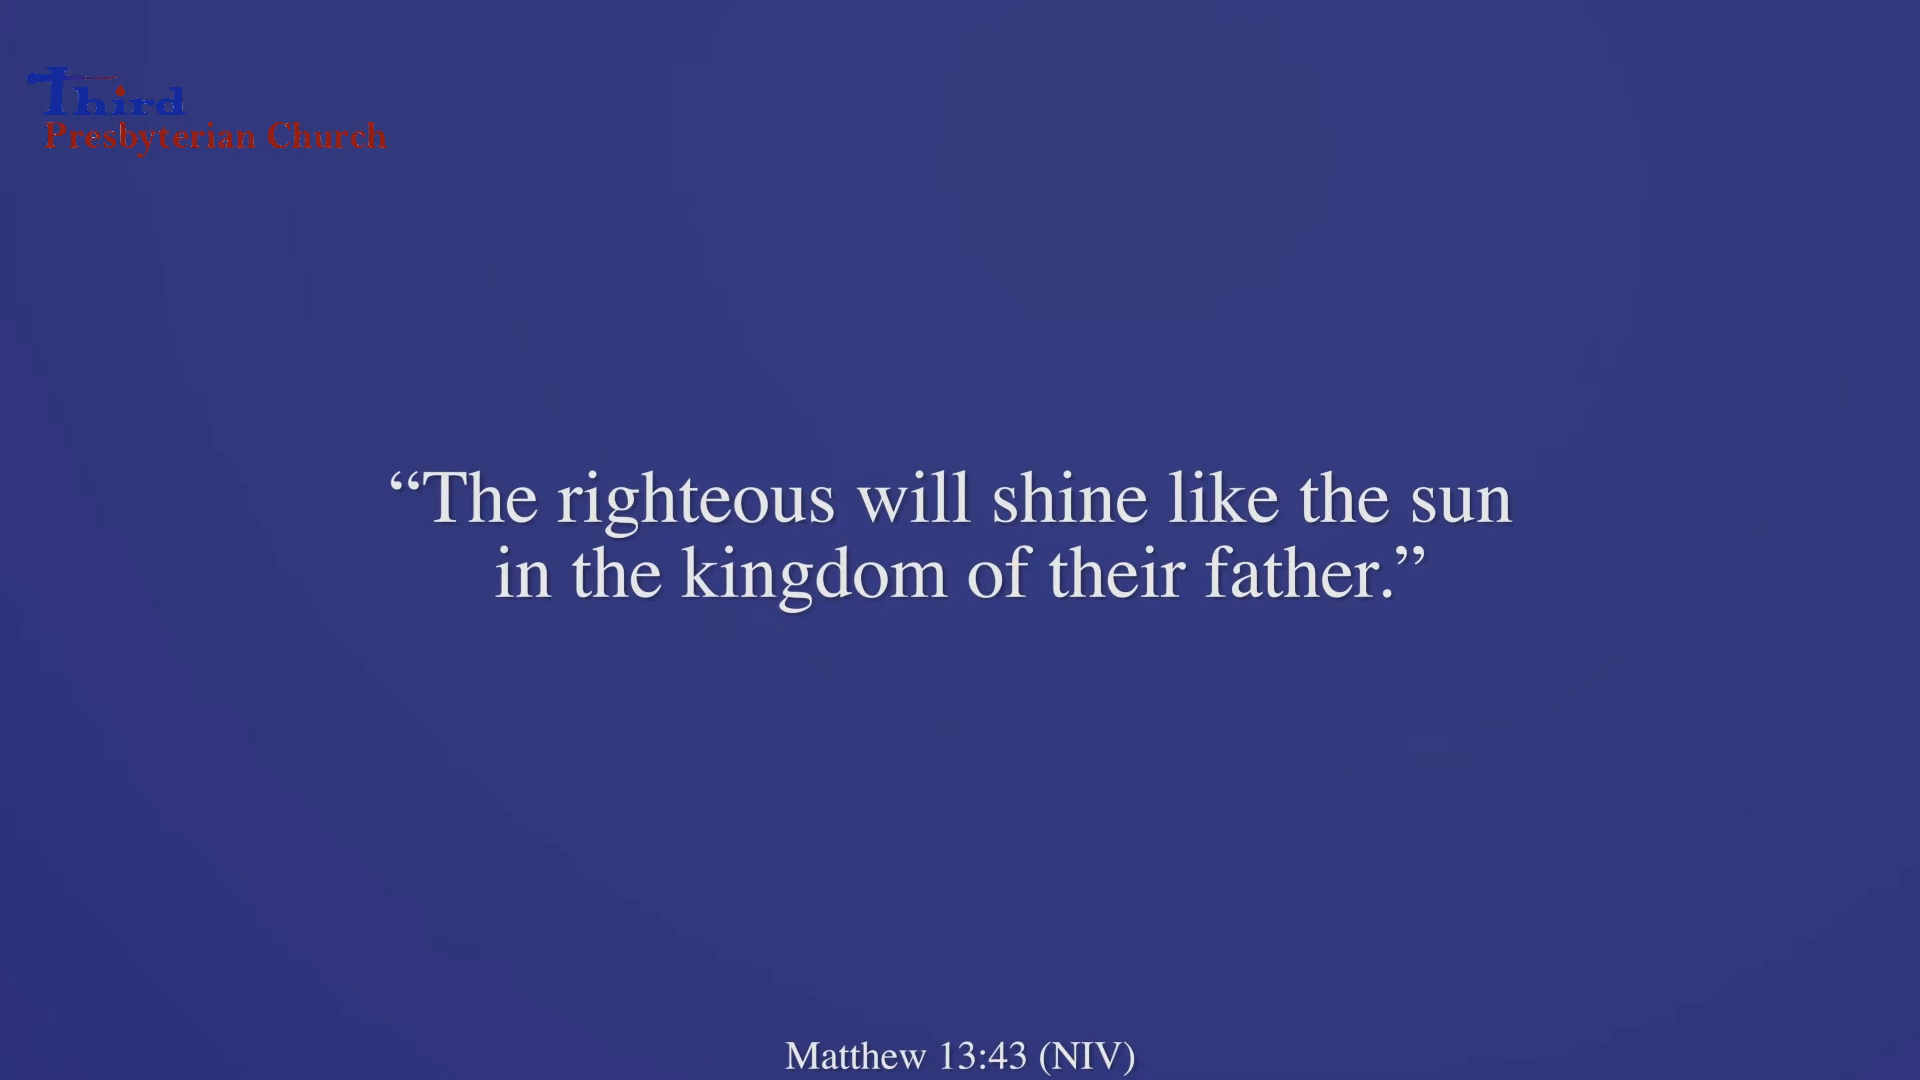 Third
Presbyterian Church
“The righteous will shine like the sun
in the kingdom of their father.”
Matthew 13:43 (NIV)